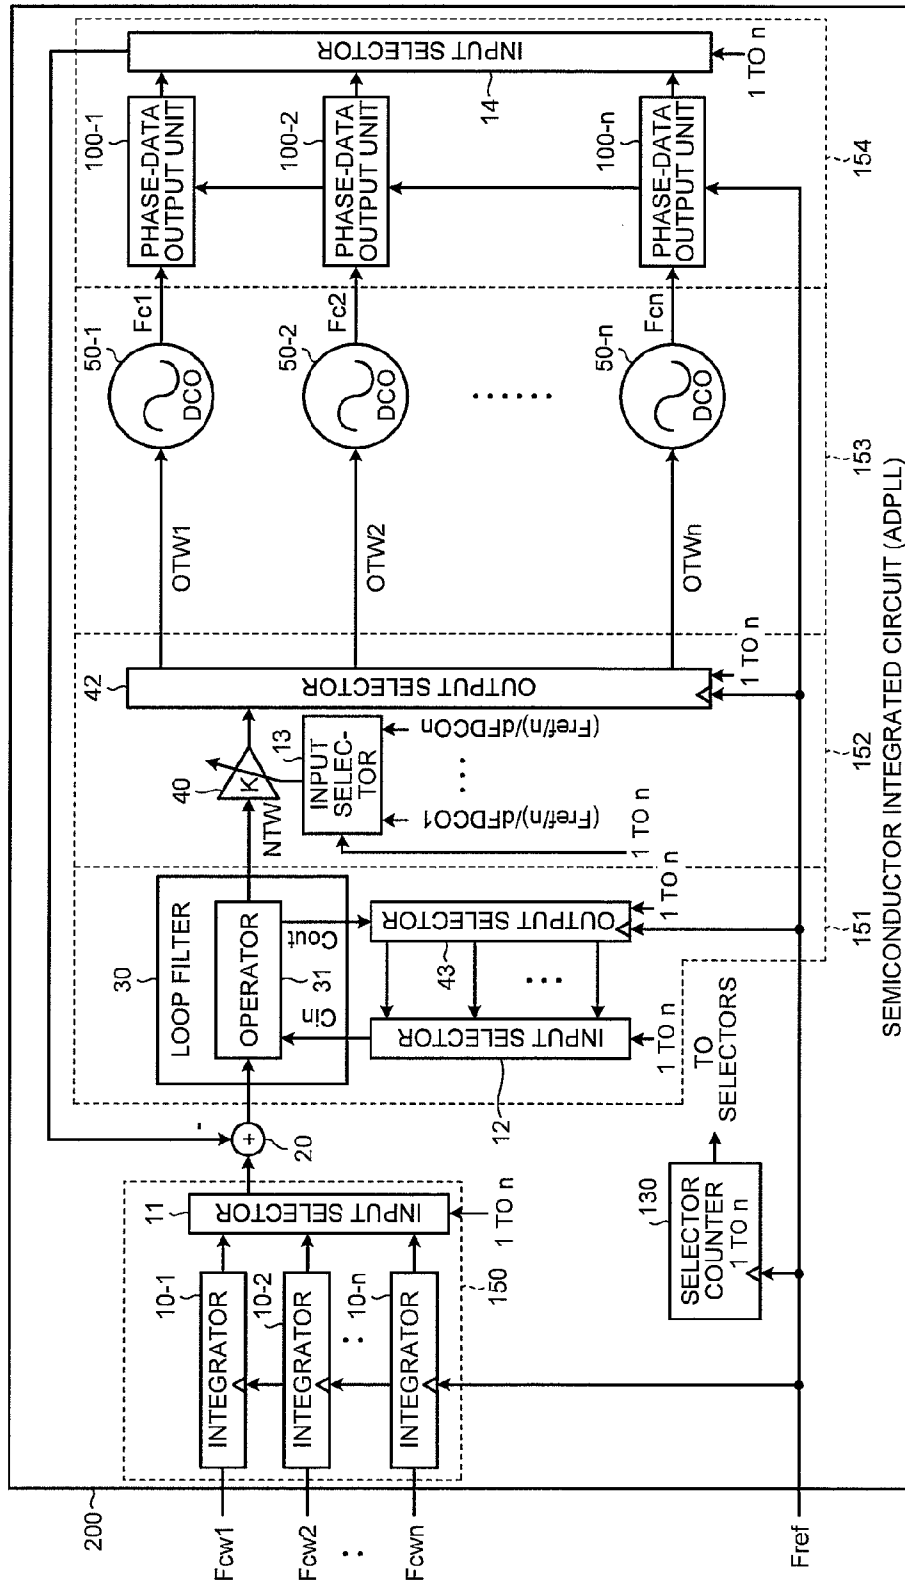 200
Fcw1
Fcw2
Fcwn
Fref
10-1
INTEGRATOR
10-2
INTEGRATOR
10-n
INTEGRATOR
150
11
INPUT SELECTOR
1 TO n
130
SELECTOR
COUNTER
1 TO n
TO
SELECTORS
-
+
20
30
LOOP FILTER
OPERATOR
31
Cin
Cout
12
INPUT SELECTOR
1 TO n
43
OUTPUT SELECTOR
1 TO n
151
NTW
40
K
13
INPUT
SELEC-
TOR
(Fref/n)/dFDCO1
(Fref/n)/dFDCOn
1 TO n
42
OUTPUT SELECTOR
1 TO n
152
OTW1
OTW2
OTWn
50-1
DCO
50-2
DCO
50-n
DCO
153
Fc1
Fc2
Fcn
100-1
PHASE-DATA
OUTPUT UNIT
100-2
PHASE-DATA
OUTPUT UNIT
100-n
PHASE-DATA
OUTPUT UNIT
14
INPUT SELECTOR
1 TO n
154
SEMICONDUCTOR INTEGRATED CIRCUIT (ADPLL)